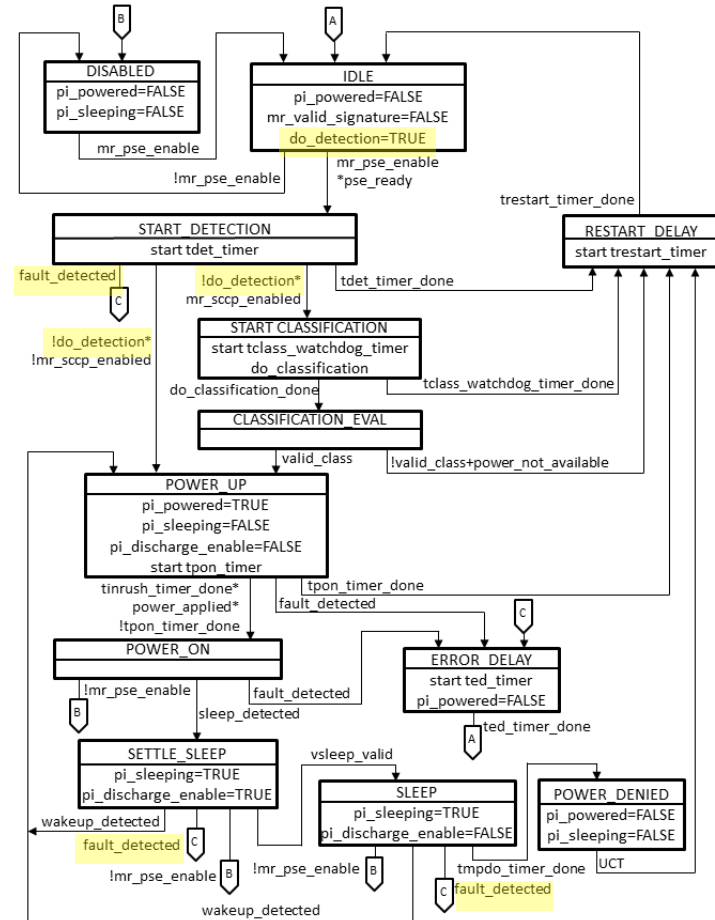 B
A
DISABLED
pi_powered=FALSE
pi_sleeping=FALSE
mr_pse_enable
IDLE
pi_powered=FALSE
mr_valid_signature=FALSE
do_detection=TRUE
!mr_pse_enable
mr_pse_enable
*pse_ready
trestart_timer_done
START_DETECTION
start tdet_timer
RESTART_DELAY
start trestart_timer
fault_detected
C
!do_detection*
mr_sccp_enabled
tdet_timer_done
!do_detection*
!mr_sccp_enabled
START CLASSIFICATION
start tclass_watchdog_timer
do_classification
do_classification_done
tclass_watchdog_timer_done
CLASSIFICATION_EVAL
valid_class
!valid_class+power_not_available
POWER_UP
pi_powered=TRUE
pi_sleeping=FALSE
pi_discharge_enable=FALSE
start tpon_timer
tinrush_timer_done*
power_applied*
!tpon_timer_done
tpon_timer_done
fault_detected
C
POWER_ON
ERROR_DELAY
start ted_timer
pi_powered=FALSE
!mr_pse_enable
B
sleep_detected
fault_detected
A
ted_timer_done
SETTLE_SLEEP
pi_sleeping=TRUE
pi_discharge_enable=TRUE
vsleep_valid
SLEEP
pi_sleeping=TRUE
pi_discharge_enable=FALSE
POWER_DENIED
pi_powered=FALSE
pi_sleeping=FALSE
wakeup_detected
fault_detected
C
!mr_pse_enable
B
!mr_pse_enable
B
tmpdo_timer_done
UCT
C
fault_detected
wakeup_detected